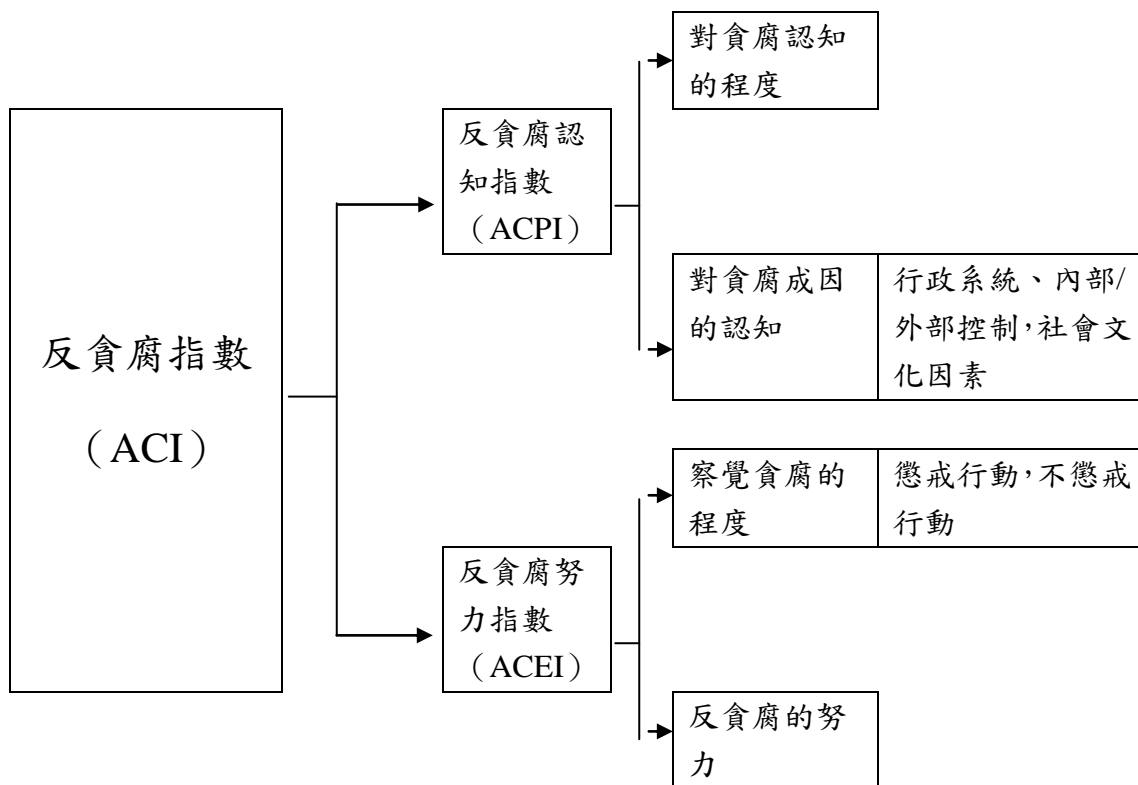 反貪腐指數
（ACI）
反貪腐認
知指數
（ACPI）
對貪腐認知
的程度
對貪腐成因
的認知
行政系統、內部/
外部控制，社會文
化因素
反貪腐努
力指數
（ACEI）
察覺貪腐的
程度
懲戒行動，不懲戒
行動
反貪腐的努
力